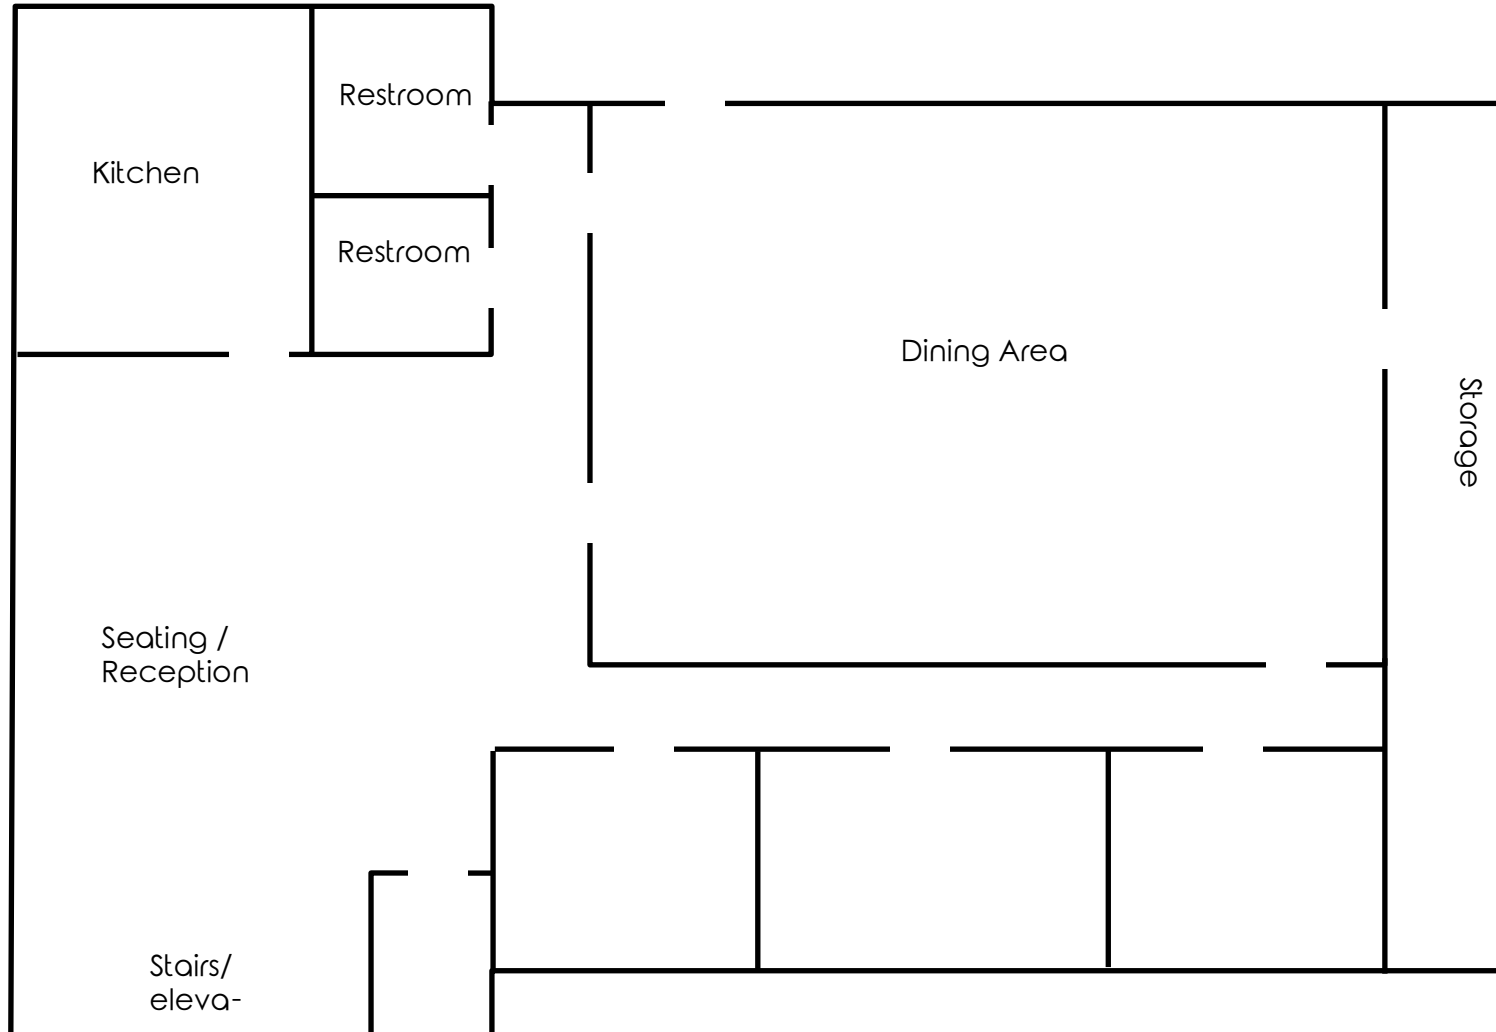 Restroom
Kitchen
Restroom
Dining Area
Storage
Seating /
Reception
Stairs/
eleva-